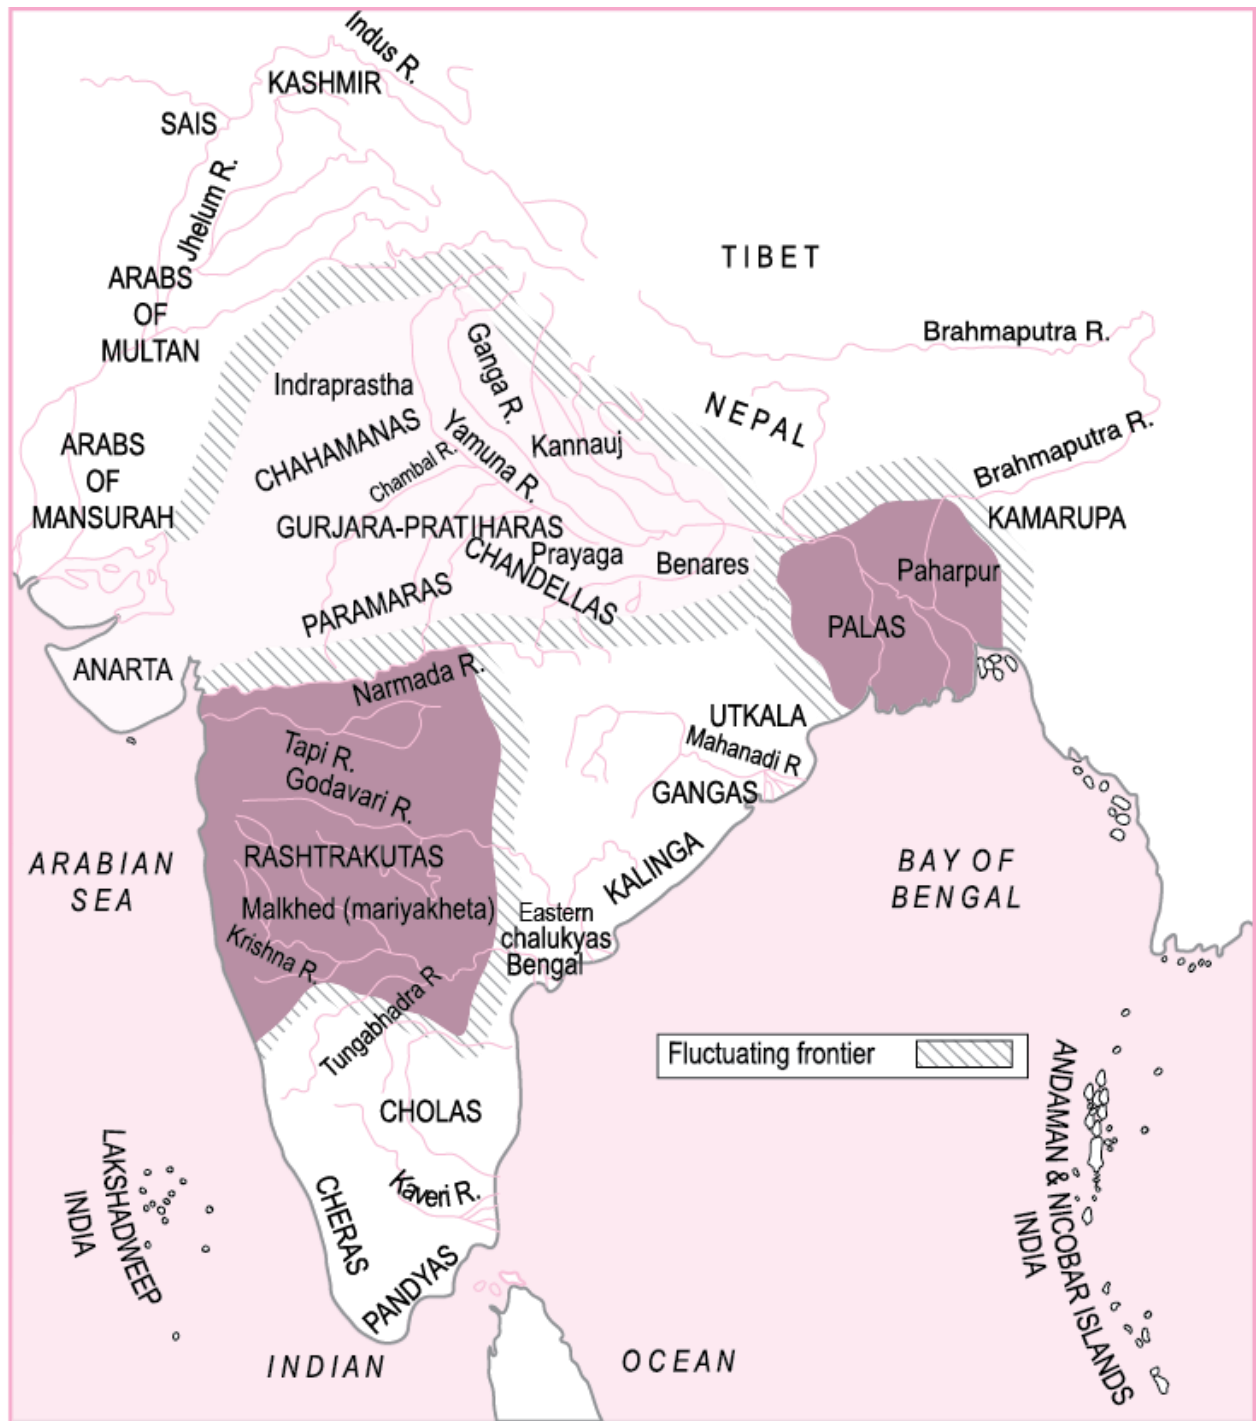 Indus R.
KASHMIR
SAIS
Jhelum R.
TIBET
ARABS
OF
MULTAN
Brahmaputra R.
Ganga R.
Indraprastha
NEPAL
CHAHAMANAS
Yamuna R.
Kannauj
Chambal R.
Brahmaputra R.
ARABS
OF
MANSURAH
KAMARUPA
GURJARA-PRATIHARAS
Prayaga
CHANDELLAS
Benares
Paharpur
PARAMARAS
PALAS
ANARTA
Narmada R.
UTKALA
Mahanadi R
Tapi R.
Godavari R.
GANGAS
RASHTRAKUTAS
KALINGA
ARABIAN
SEA
BAY OF
BENGAL
Malkhed (mariyakheta)
Eastern
chalukyas
Bengal
Krishna R.
Tungabhadra R
Fluctuating frontier
CHOLAS
Kaveri R.
CHERAS
PANDYAS
LAKSHADWEEP
INDIA
ANDAMAN & NICOBAR ISLANDS
INDIA
INDIAN
OCEAN